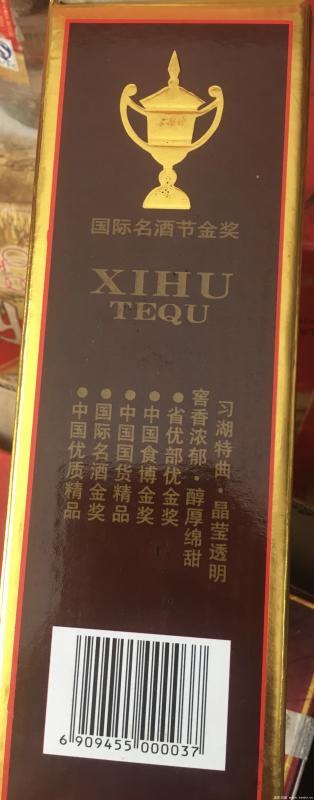 国际名酒节金奖
XIHU
TEQU
习湖特曲·晶莹透明
窖香浓郁·醇厚绵甜
●省优部优金奖
●中国食博金奖
●中国国货精品
●国际名酒金奖
●中国优质精品
6 909455 000037